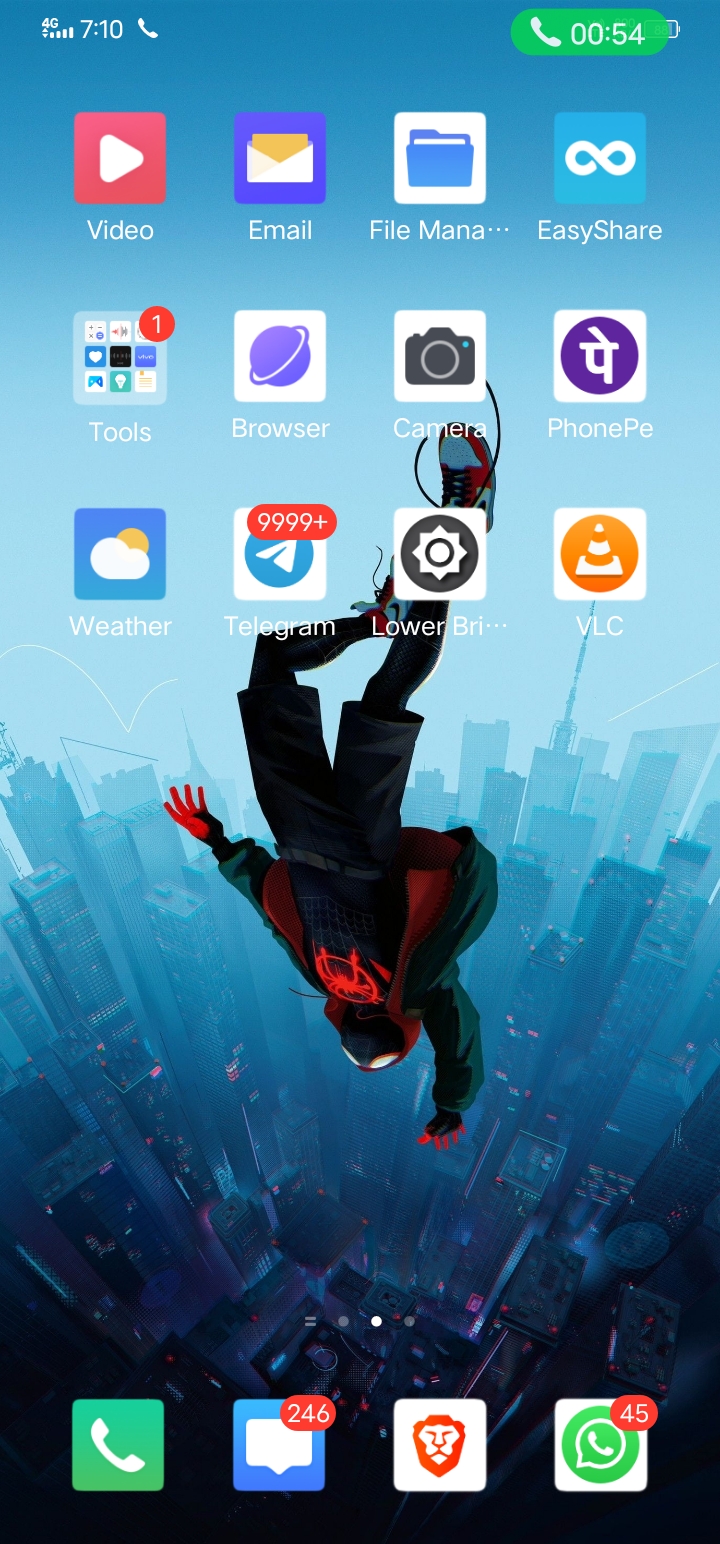 4G 7:10 00:54
Video Email File Mana··· EasyShare
1
Tools Browser Camera PhonePe
पे
9999+
Weather Telegram Lower Bri··· VLC
246 45